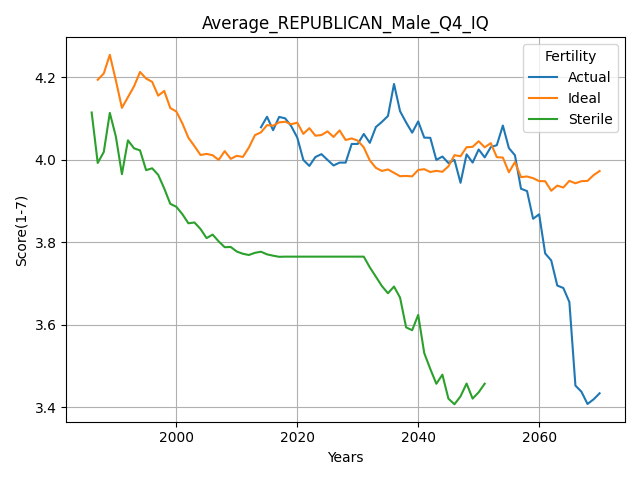 Average_REPUBLICAN_Male_Q4_IQ
Fertility
Actual
Ideal
Sterile
Score(1-7)
4.2
4.0
3.8
3.6
3.4
2000 2020 2040 2060
Years